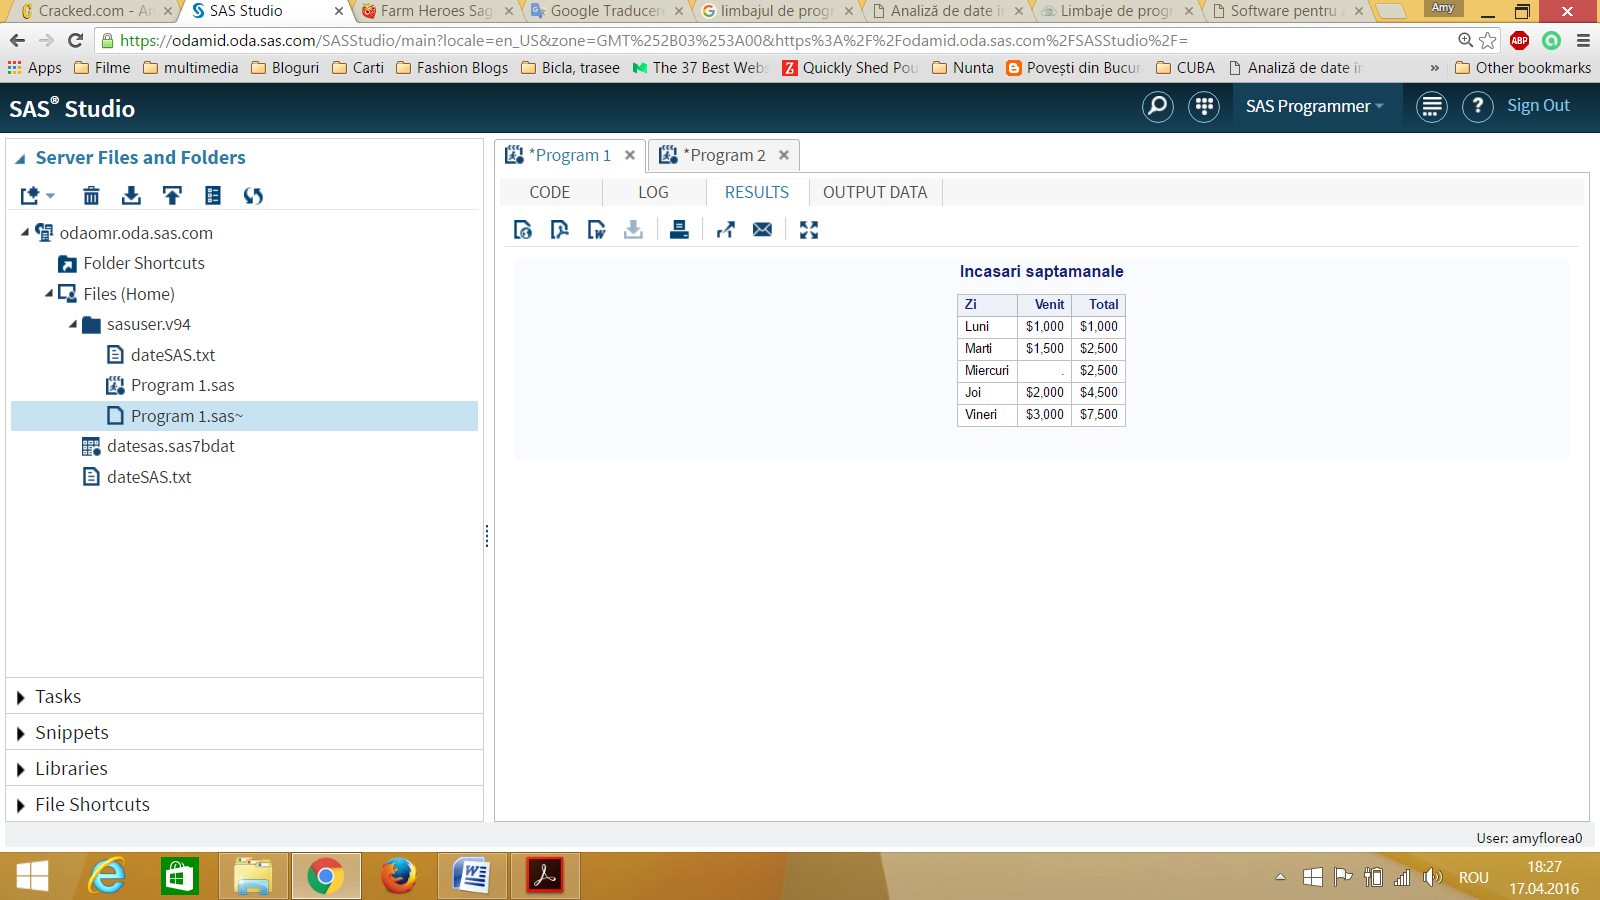 Cracked.com - An
SAS Studio
Farm Heroes Sag
Google Traducere
limbajul de progr
Analiză de date în
Limbaje de progr
Software pentru a
Amy
https://odamid.oda.sas.com/SASStudio/main?locale=en_US&zone=GMT%252B03%253A00&https%3A%2F%2Fodamid.oda.sas.com%2FSASStudio%2F=
ABP
Apps
Filme
multimedia
Bloguri
Carti
Fashion Blogs
Bicla, trasee
The 37 Best Webs
Quickly Shed Pou
Nunta
Povești din Bucur
CUBA
Analiză de date în
»
Other bookmarks
SAS® Studio
SAS Programmer
Sign Out
Server Files and Folders
odaomr.oda.sas.com
Folder Shortcuts
Files (Home)
sasuser.v94
dateSAS.txt
Program 1.sas
Program 1.sas~
datesas.sas7bdat
dateSAS.txt
Tasks
Snippets
Libraries
File Shortcuts
*Program 1
*Program 2
CODE LOG RESULTS OUTPUT DATA
Incasari saptamanale
Zi Venit Total
Luni $1,000 $1,000
Marti $1,500 $2,500
Miercuri . $2,500
Joi $2,000 $4,500
Vineri $3,000 $7,500
User: amyflorea0
ROU
18:27
17.04.2016